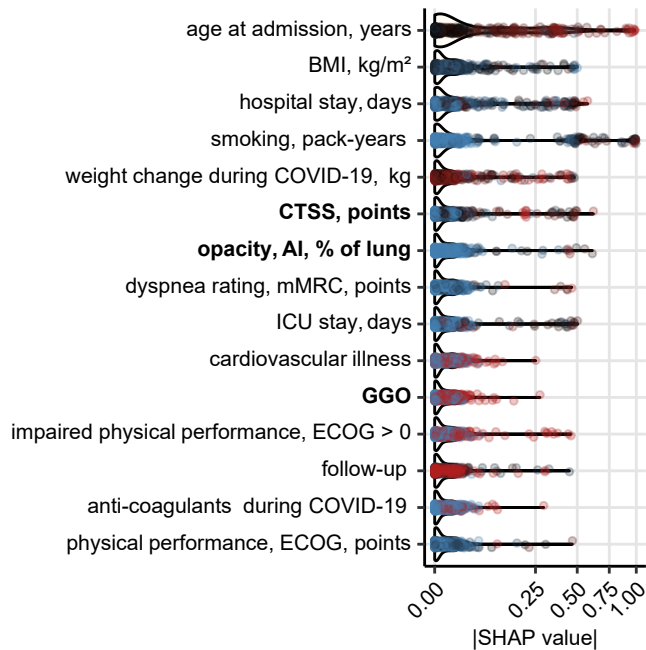 age at admission, years
BMI, kg/m²
hospital stay, days
smoking, pack-years
weight change during COVID-19, kg
CTSS, points
opacity, AI, % of lung
dyspnea rating, mMRC, points
ICU stay, days
cardiovascular illness
GGO
impaired physical performance, ECOG > 0
follow-up
anti-coagulants during COVID-19
physical performance, ECOG, points
0.00 0.25 0.50 0.75 1.00
|SHAP value|